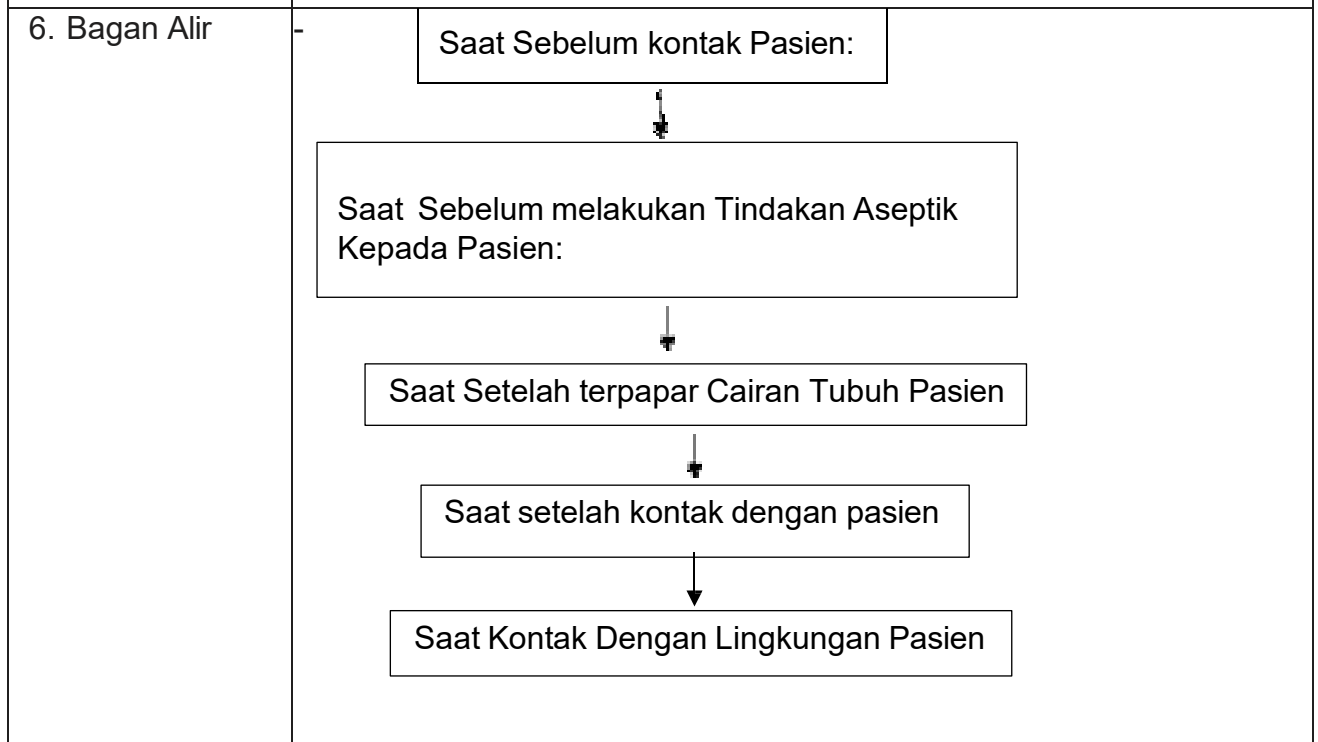 6. Bagan Alir
-
Saat Sebelum kontak Pasien:
Saat Sebelum melakukan Tindakan Aseptik
Kepada Pasien:
Saat Setelah terpapar Cairan Tubuh Pasien
Saat setelah kontak dengan pasien
Saat Kontak Dengan Lingkungan Pasien